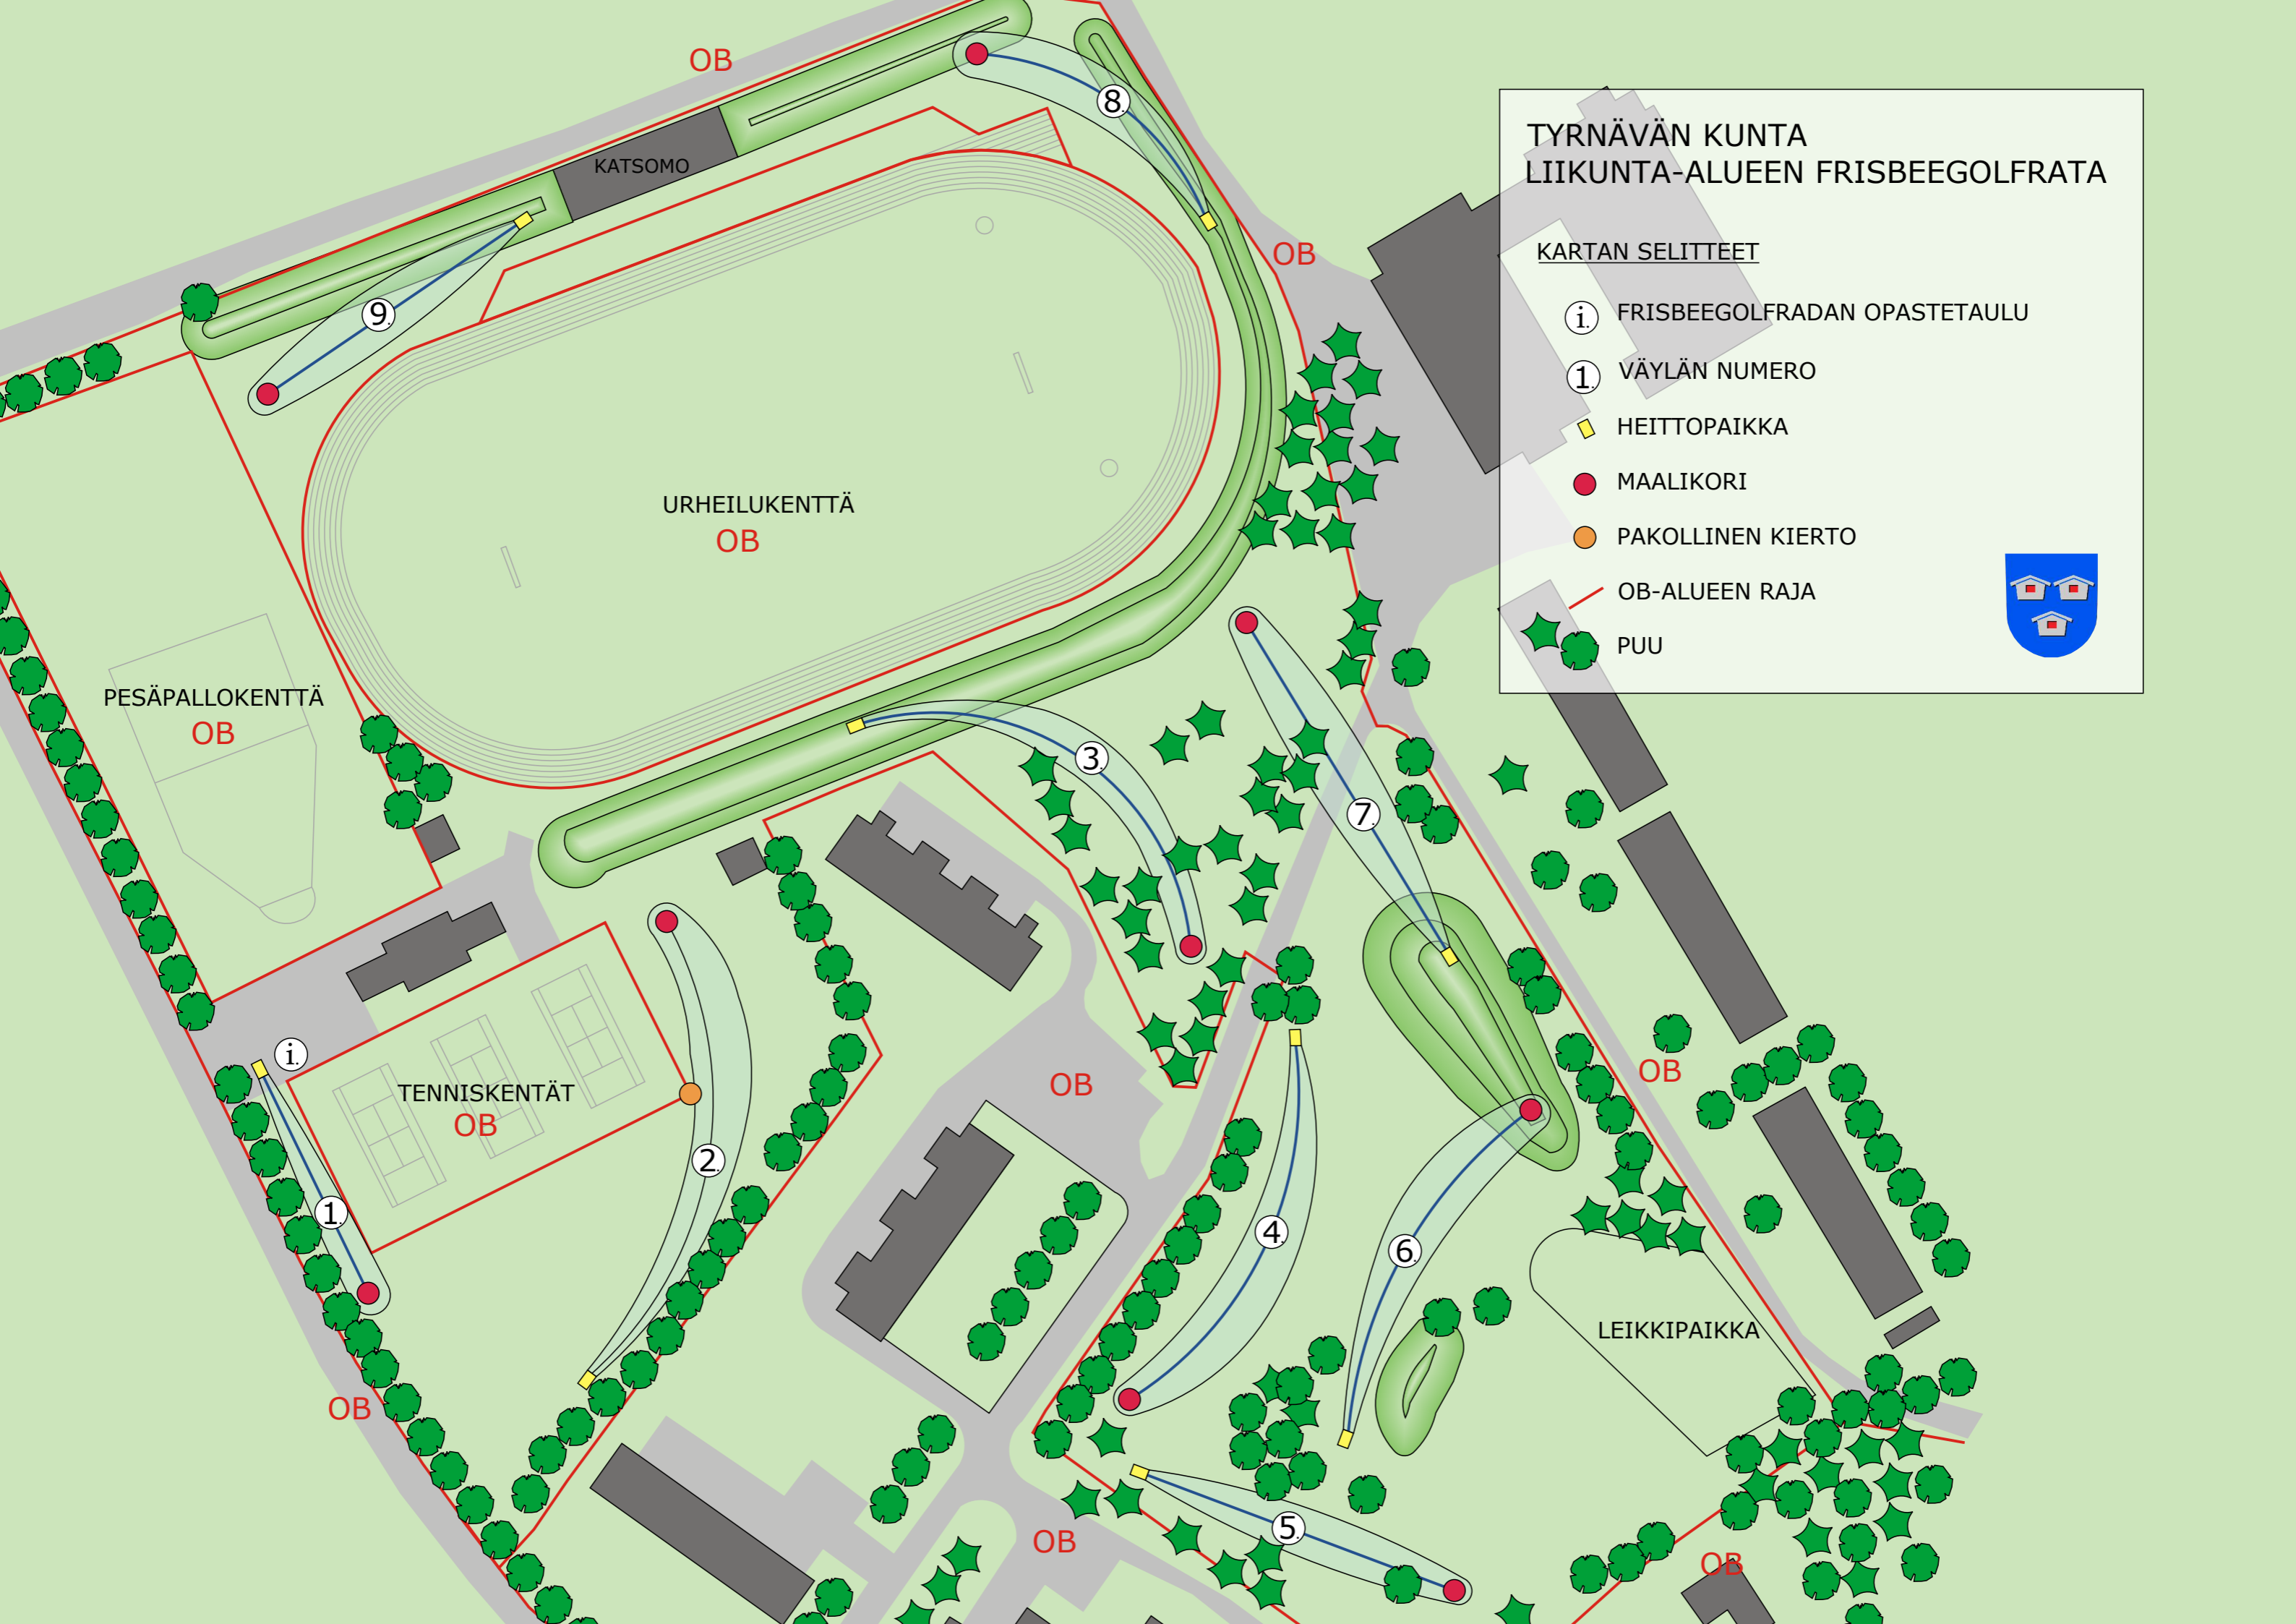 OB
8.
KATSOMO
TYRNÄVÄN KUNTA
LIIKUNTA-ALUEEN FRISBEEGOLFRATA
KARTAN SELITTEET
i. FRISBEEGOLFRADAN OPASTETAULU
1. VÄYLÄN NUMERO
HEITTOPAIKKA
MAALIKORI
PAKOLLINEN KIERTO
OB-ALUEEN RAJA
PUU
OB
9.
URHEILUKENTTÄ
OB
PESÄPALLOKENTTÄ
OB
3.
7.
i.
TENNISKENTÄT
OB
OB
OB
2.
1.
4.
6.
LEIKKIPAIKKA
OB
5.
OB
OB